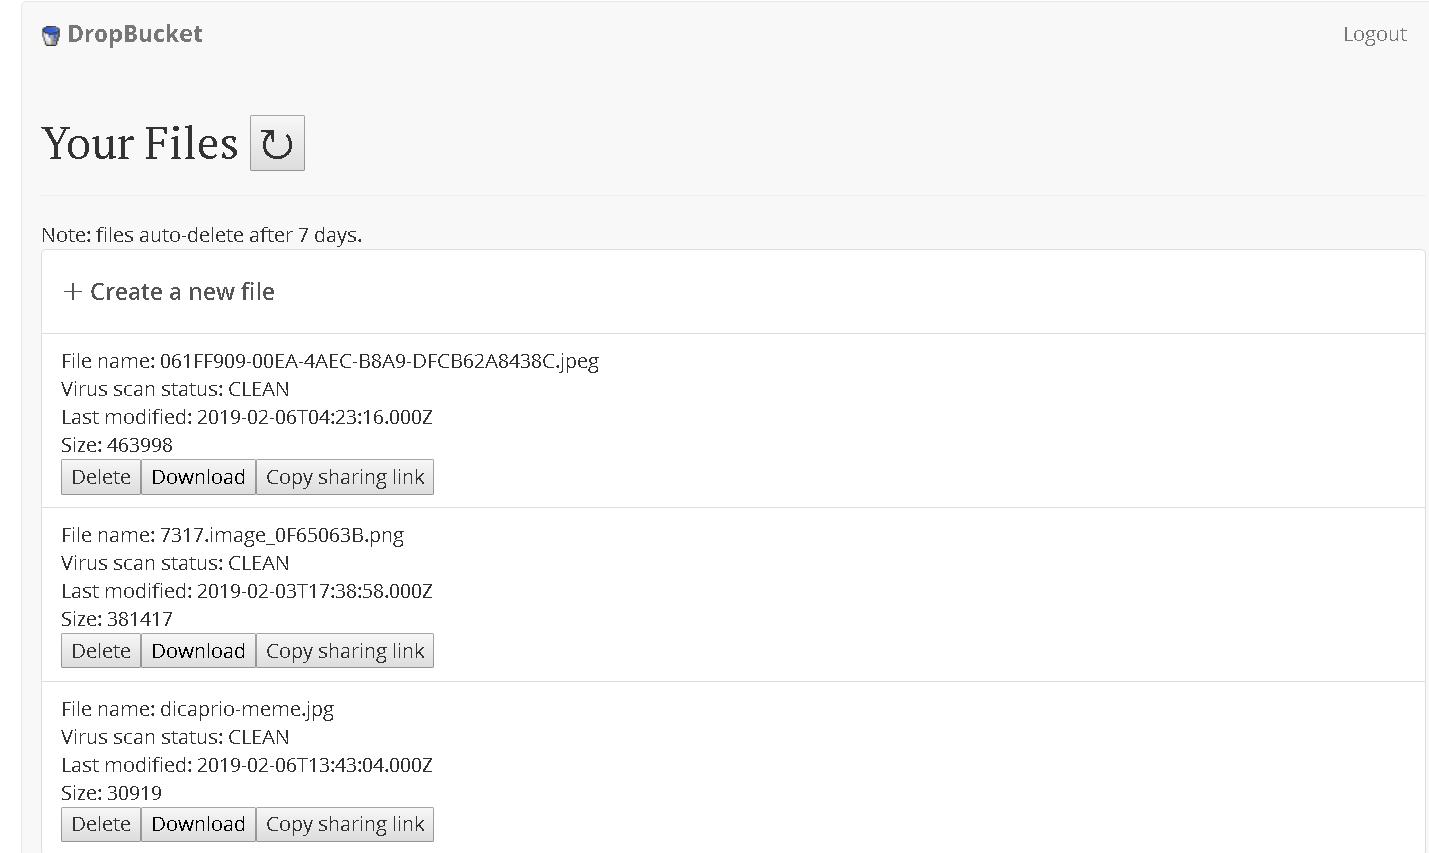 DropBucket
Logout
Your Files ↻
Note: files auto-delete after 7 days.
+ Create a new file
File name: 061FF909-00EA-4AEC-B8A9-DFCB62A8438C.jpeg
Virus scan status: CLEAN
Last modified: 2019-02-06T04:23:16.000Z
Size: 463998
Delete Download Copy sharing link
File name: 7317.image_0F65063B.png
Virus scan status: CLEAN
Last modified: 2019-02-03T17:38:58.000Z
Size: 381417
Delete Download Copy sharing link
File name: dicaprio-meme.jpg
Virus scan status: CLEAN
Last modified: 2019-02-06T13:43:04.000Z
Size: 30919
Delete Download Copy sharing link